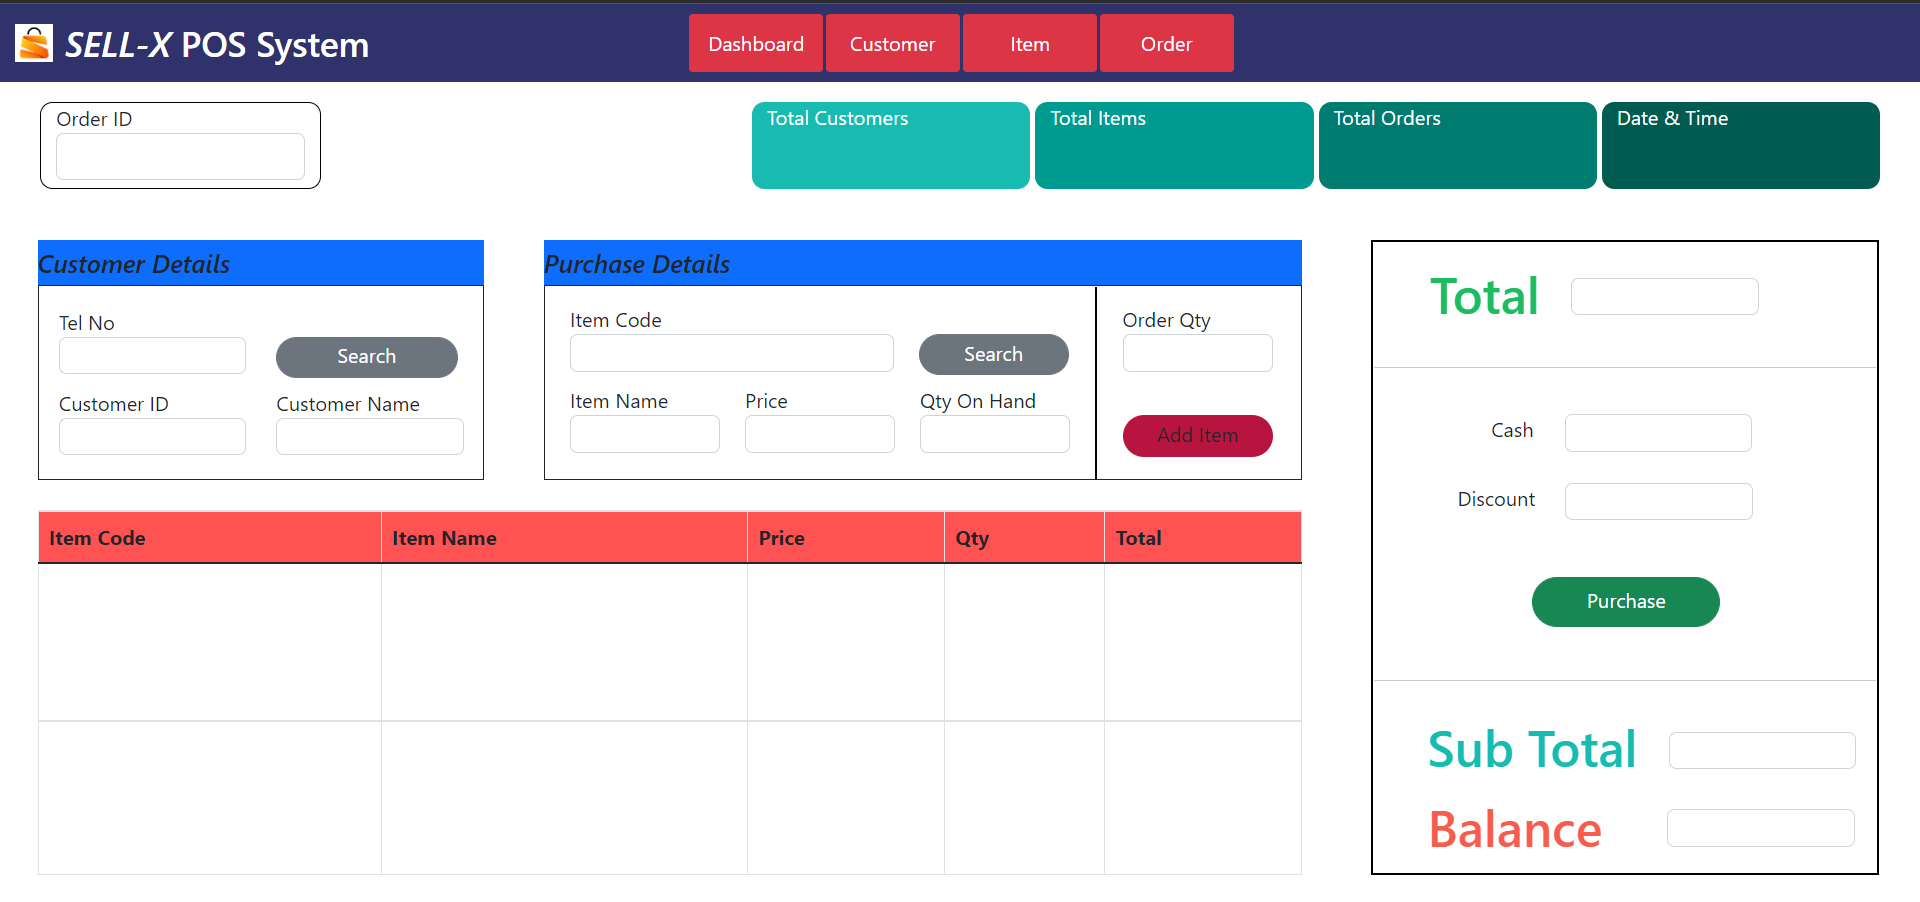 SELL-X POS System
Dashboard
Customer
Item
Order
Order ID
Total Customers
Total Items
Total Orders
Date & Time
Customer Details
Tel No
Search
Customer ID
Customer Name
Purchase Details
Item Code
Search
Item Name
Price
Qty On Hand
Order Qty
Add Item
Item Code
Item Name
Price
Qty
Total
Total
Cash
Discount
Purchase
Sub Total
Balance